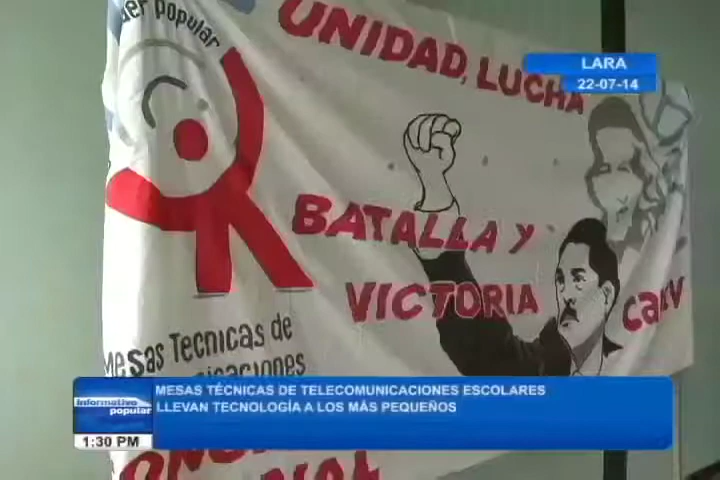 popular
UNIDAD, LUCHA
BATALLA Y
VICTORIA
Mesas Tecnicas de
LARA
22-07-14
informativo
popular
1:30 PM
MESAS TÉCNICAS DE TELECOMUNICACIONES ESCOLARES
LLEVAN TECNOLOGÍA A LOS MÁS PEQUEÑOS